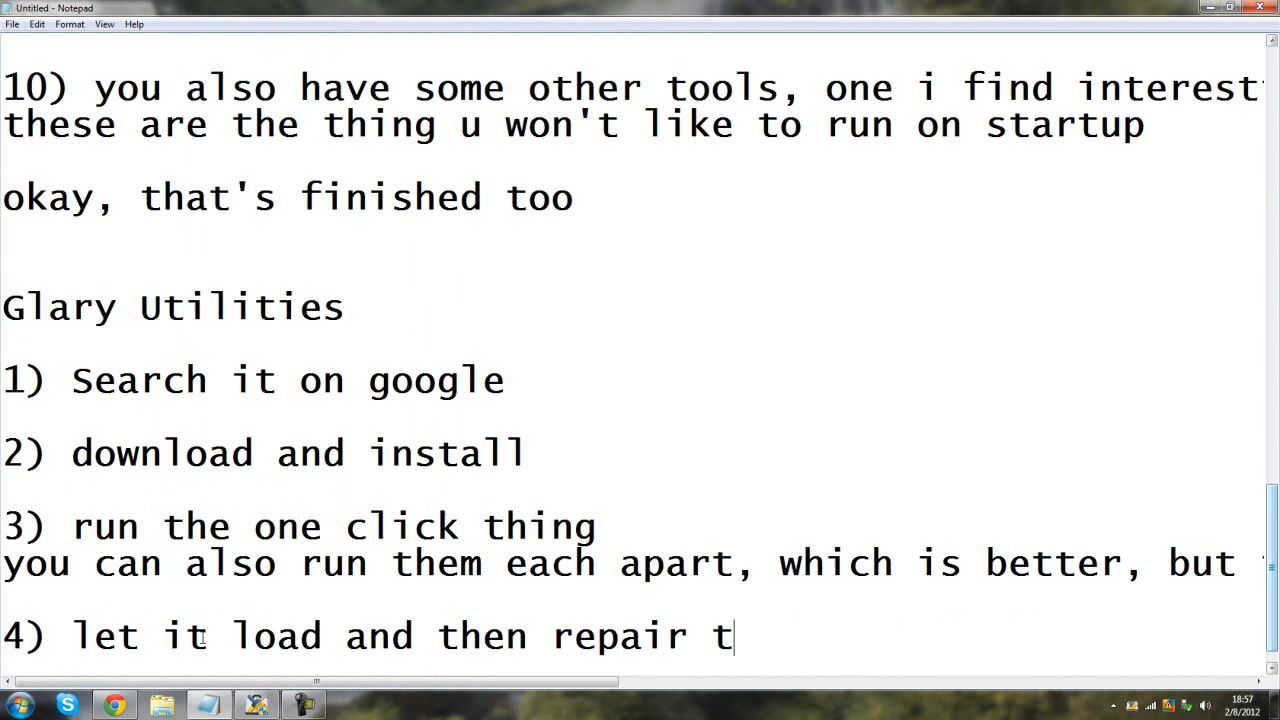 Untitled - Notepad
File Edit Format View Help
10) you also have some other tools, one i find
these are the thing u won't like to run on startup
okay, that's finished too
Glary Utilities
1) Search it on google
2) download and install
3) run the one click thing
you can also run them each apart, which is better, but
4) let it load and then repair t
18:57
2/8/2012